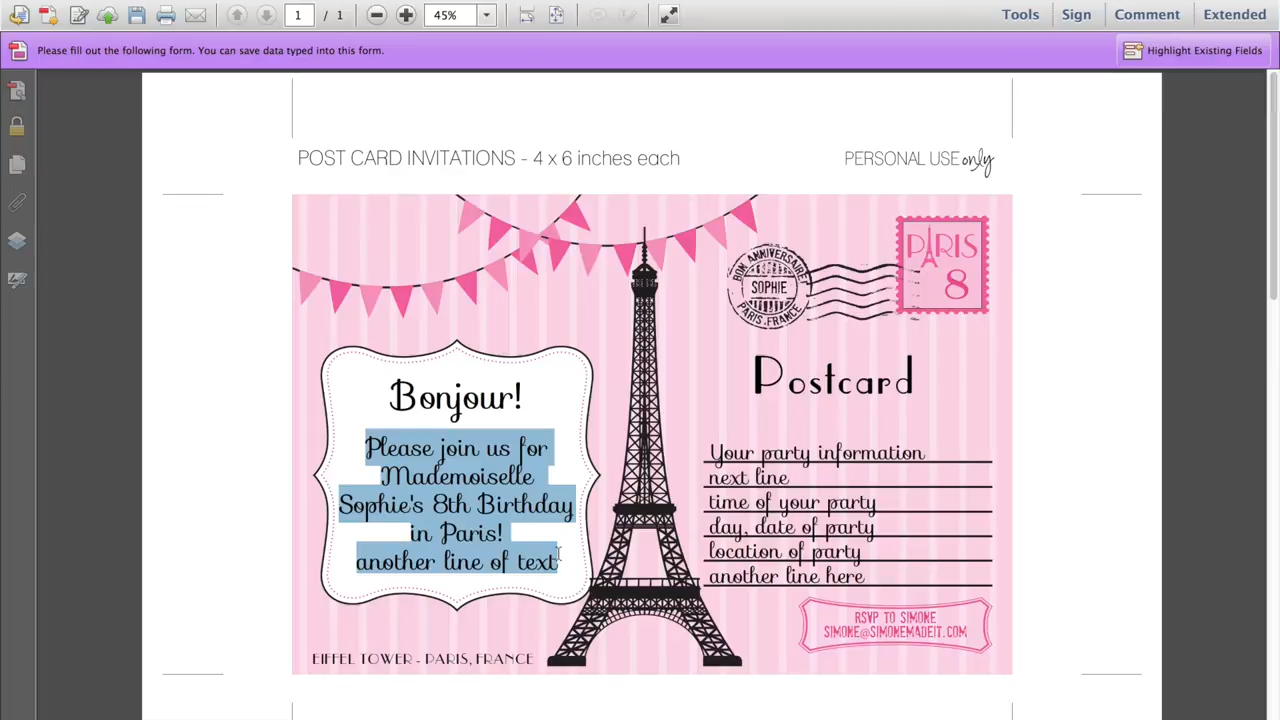 1 / 1
45%
Tools Sign Comment Extended
Please fill out the following form. You can save data typed into this form.
Highlight Existing Fields
POST CARD INVITATIONS - 4 x 6 inches each
PERSONAL USE only
PARIS
8
BON ANNIVERSAIRE
SOPHIE
PARIS, FRANCE
Bonjour!
Please join us for
Mademoiselle
Sophie's 8th Birthday
in Paris!
another line of text
Postcard
Your party information
next line
time of your party
day, date of party
location of party
another line here
RSVP TO SIMONE
SIMONE@SIMONEMADEIT.COM
EIFFEL TOWER - PARIS, FRANCE